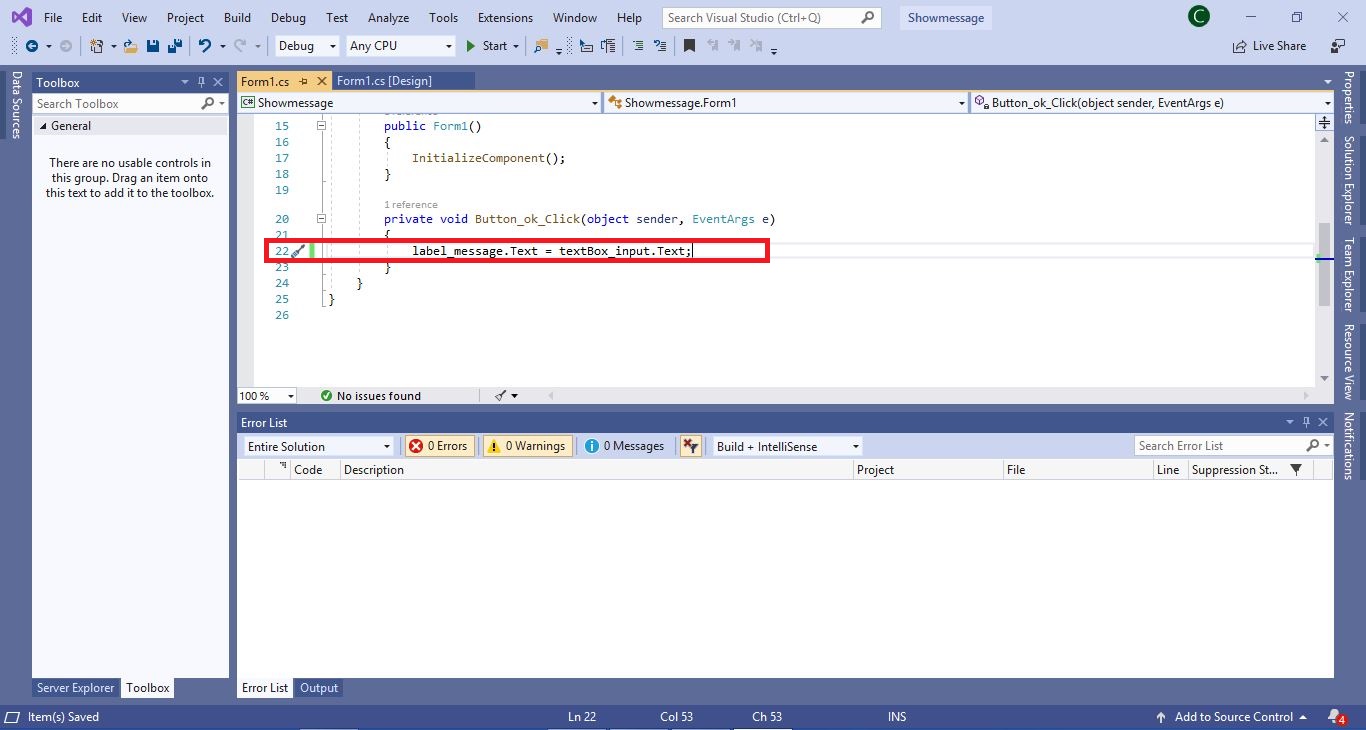 File Edit View Project Build Debug Test Analyze Tools Extensions Window Help Search Visual Studio (Ctrl+Q) Showmessage C
Debug Any CPU Start Live Share
Data Sources
Toolbox
Search Toolbox
General
There are no usable controls in
this group. Drag an item onto
this text to add it to the toolbox.
Server Explorer Toolbox
Form1.cs Form1.cs [Design]
C# Showmessage Showmessage.Form1 Button_ok_Click(object sender, EventArgs e)
15 public Form1()
16 {
17 InitializeComponent();
18 }
19
1 reference
20 private void Button_ok_Click(object sender, EventArgs e)
21 {
22 label_message.Text = textBox_input.Text;
23 }
24 }
25 }
26
100 % No issues found
Error List
Entire Solution 0 Errors 0 Warnings 0 Messages Build + IntelliSense Search Error List
Code Description Project File Line Suppression St...
Error List Output
Properties
Solution Explorer
Team Explorer
Resource View
Notifications
Item(s) Saved Ln 22 Col 53 Ch 53 INS Add to Source Control 4